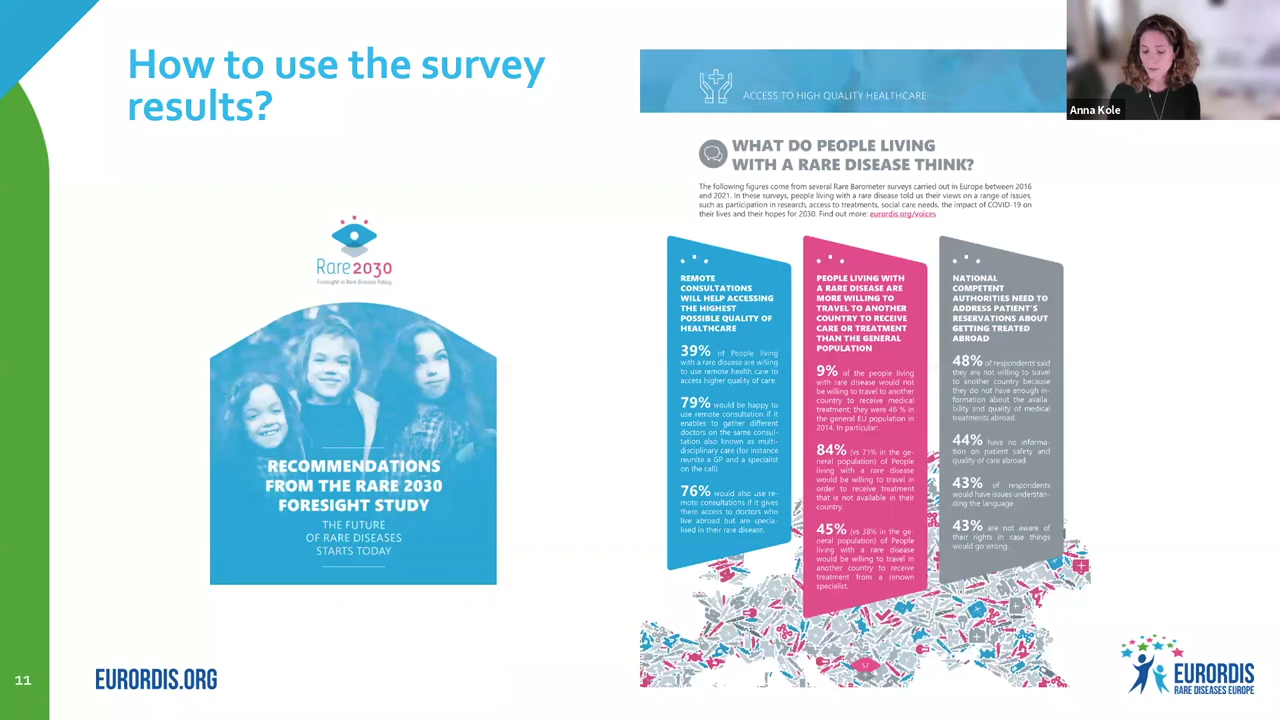 How to use the survey
results?
Anna Kole
ACCESS TO HIGH QUALITY HEALTHCARE
WHAT DO PEOPLE LIVING
WITH A RARE DISEASE THINK?
The following figures come from several Rare Barometer surveys carried out in Europe between 2016
and 2021. In these surveys, people living with a rare disease told us their views on a range of issues,
such as participation in research, access to treatments, social care needs, the impact of COVID-19 on
their lives and their hopes for 2030. Find out more: eurordis.org/voices
Rare2030
Foresight in Rare Disease Policy
RECOMMENDATIONS
FROM THE RARE 2030
FORESIGHT STUDY
THE FUTURE
OF RARE DISEASES
STARTS TODAY
REMOTE
CONSULTATIONS
WILL HELP ACCESSING
THE HIGHEST
POSSIBLE QUALITY OF
HEALTHCARE
39% of People living
with a rare disease are willing
to use remote health care to
access higher quality of care.
79% would be happy to
use remote consultation if it
enables to gather different
doctors on the same consul-
tation also known as multi-
disciplinary care (for instance
reunite a GP and a specialist
on the call).
76% would also use re-
mote consultations if it gives
them access to doctors who
live abroad but are specia-
lised in their rare disease.
PEOPLE LIVING WITH
A RARE DISEASE ARE
MORE WILLING TO
TRAVEL TO ANOTHER
COUNTRY TO RECEIVE
CARE OR TREATMENT
THAN THE GENERAL
POPULATION
9% of the people living
with rare disease would not
be willing to travel to another
country to receive medical
treatment; they were 46 % in
the general EU population in
2014. In particular:
84% (vs 71% in the ge-
neral population) of People
living with a rare disease
would be willing to travel in
order to receive treatment
that is not available in their
country.
45% (vs 38% in the ge-
neral population) of People
living with a rare disease
would be willing to travel in
another country to receive
treatment from a renown
specialist.
NATIONAL
COMPETENT
AUTHORITIES NEED TO
ADDRESS PATIENT'S
RESERVATIONS ABOUT
GETTING TREATED
ABROAD
48% of respondents said
they are not willing to travel
to another country because
they do not have enough in-
formation about the availa-
bility and quality of medical
treatments abroad.
44% have no informa-
tion on patient safety and
quality of care abroad.
43% of respondents
would have issues understan-
ding the language
43% are not aware of
their rights in case things
would go wrong.
57
11
EURORDIS.ORG
EURORDIS
RARE DISEASES EUROPE